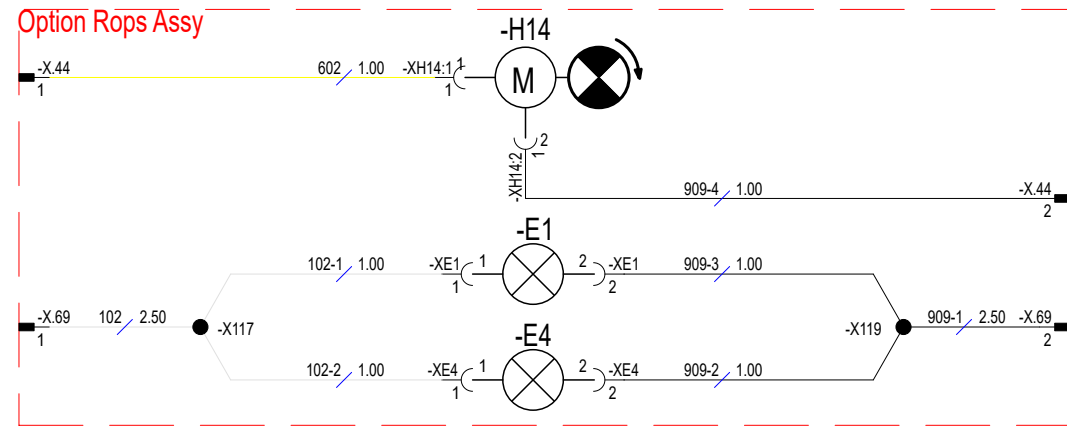 Option Rops Assy
-H14
-X.44
1
602 1.00
-XH14:1
1
1
M
2
1
-XH14:2
909-4 1.00
-X.44
2
-E1
102-1 1.00
-XE1
1
1
2
-XE1
2
909-3 1.00
-X.69
1
102 2.50
-X117
-X119
909-1 2.50
-X.69
2
-E4
102-2 1.00
-XE4
1
1
2
-XE4
2
909-2 1.00